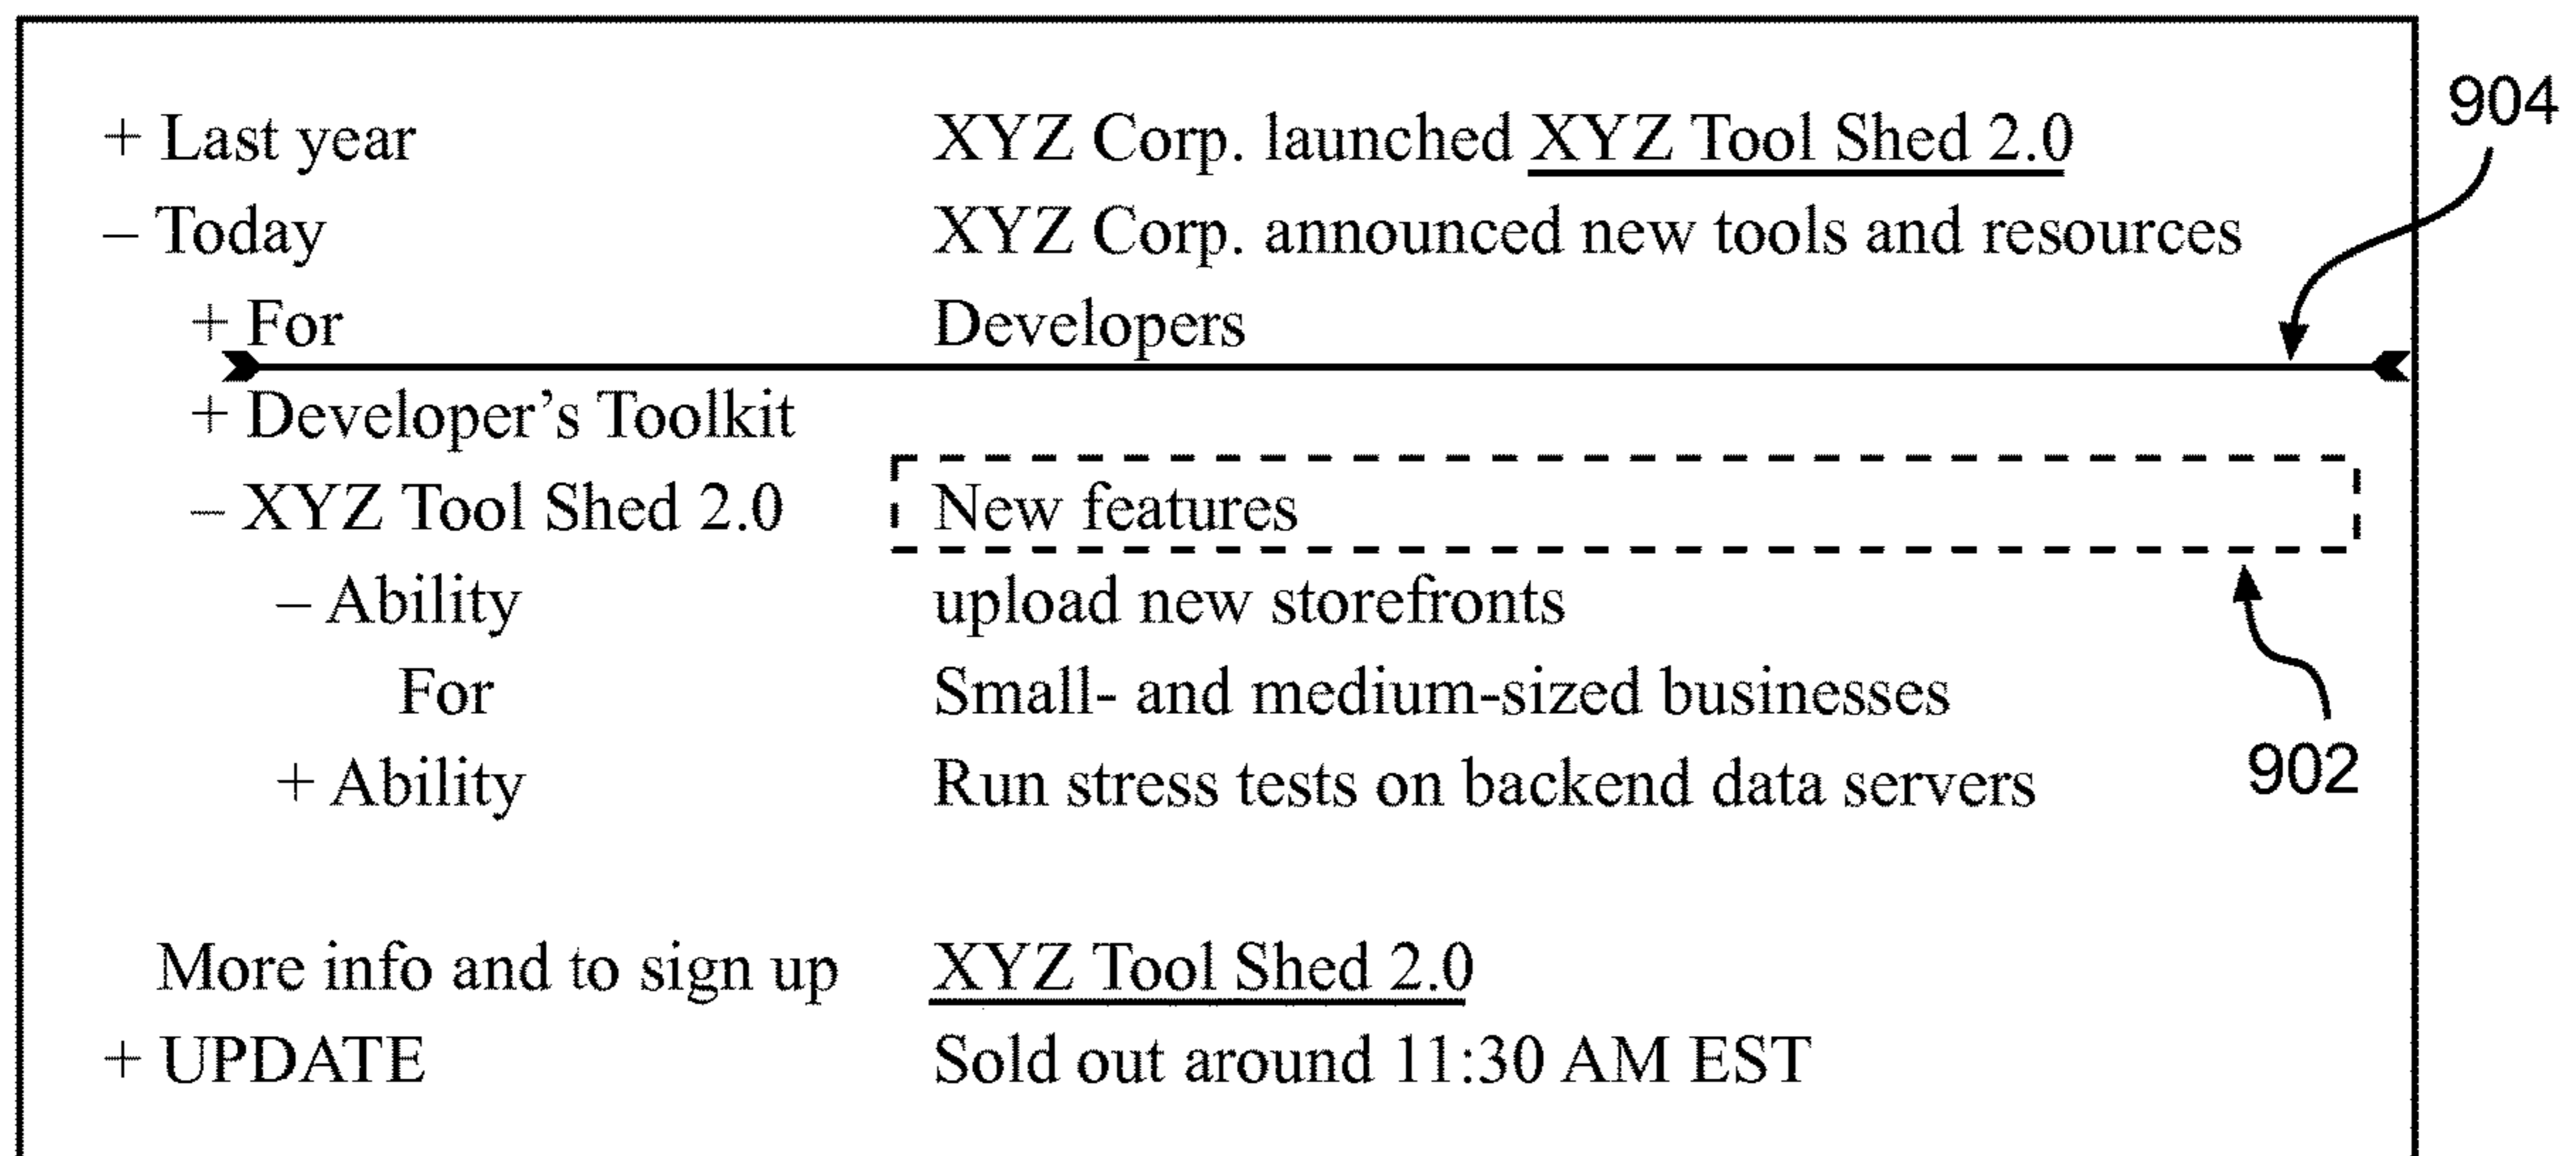 904
+ Last year XYZ Corp. launched XYZ Tool Shed 2.0
– Today XYZ Corp. announced new tools and resources
+ For Developers
+ Developer’s Toolkit
– XYZ Tool Shed 2.0 New features
– Ability upload new storefronts
For Small- and medium-sized businesses
+ Ability Run stress tests on backend data servers
902
More info and to sign up XYZ Tool Shed 2.0
+ UPDATE Sold out around 11:30 AM EST